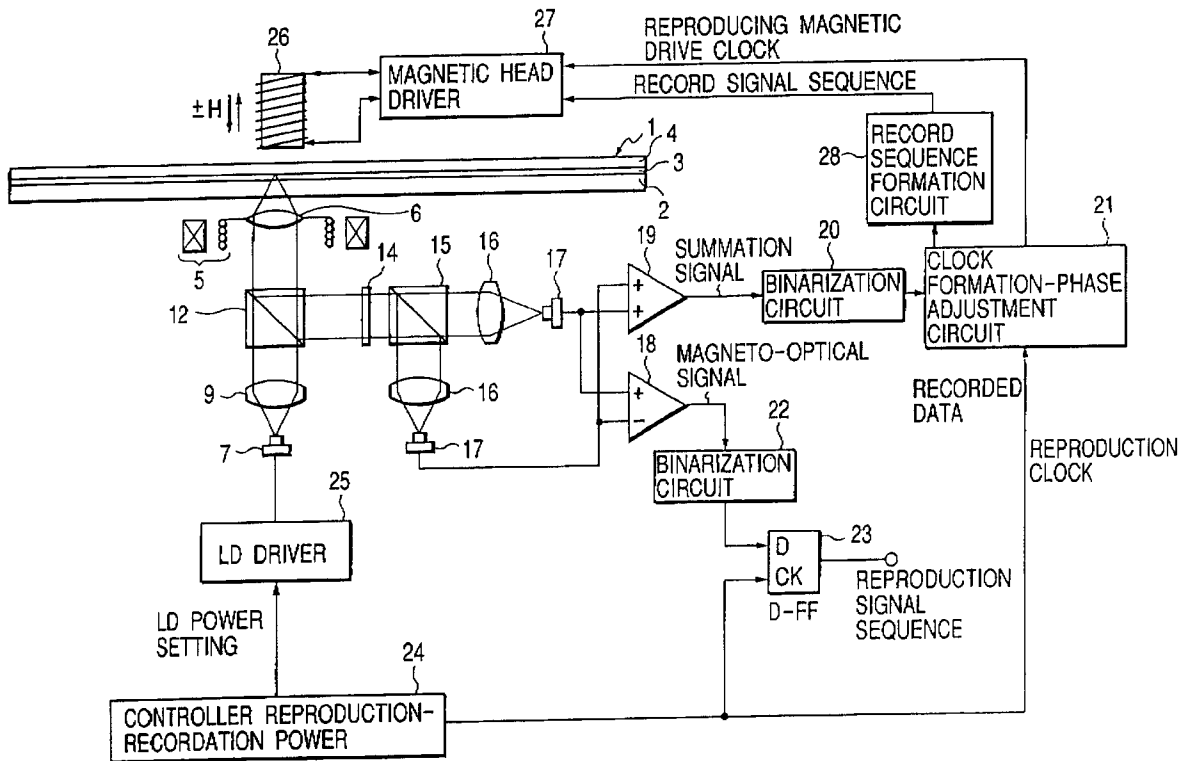 26
27
REPRODUCING MAGNETIC
DRIVE CLOCK
MAGNETIC HEAD
DRIVER
RECORD SIGNAL SEQUENCE
±H
1
4
3
2
28
RECORD
SEQUENCE
FORMATION
CIRCUIT
6
5
21
14
15
16
17
19
SUMMATION
SIGNAL
20
BINARIZATION
CIRCUIT
CLOCK
FORMATION-PHASE
ADJUSTMENT
CIRCUIT
12
+
+
18
MAGNETO-OPTICAL
SIGNAL
9
16
+
−
RECORDED
DATA
7
17
22
BINARIZATION
CIRCUIT
REPRODUCTION
CLOCK
25
LD DRIVER
23
D
CK
D-FF
REPRODUCTION
SIGNAL
SEQUENCE
LD POWER
SETTING
24
CONTROLLER REPRODUCTION-
RECORDATION POWER